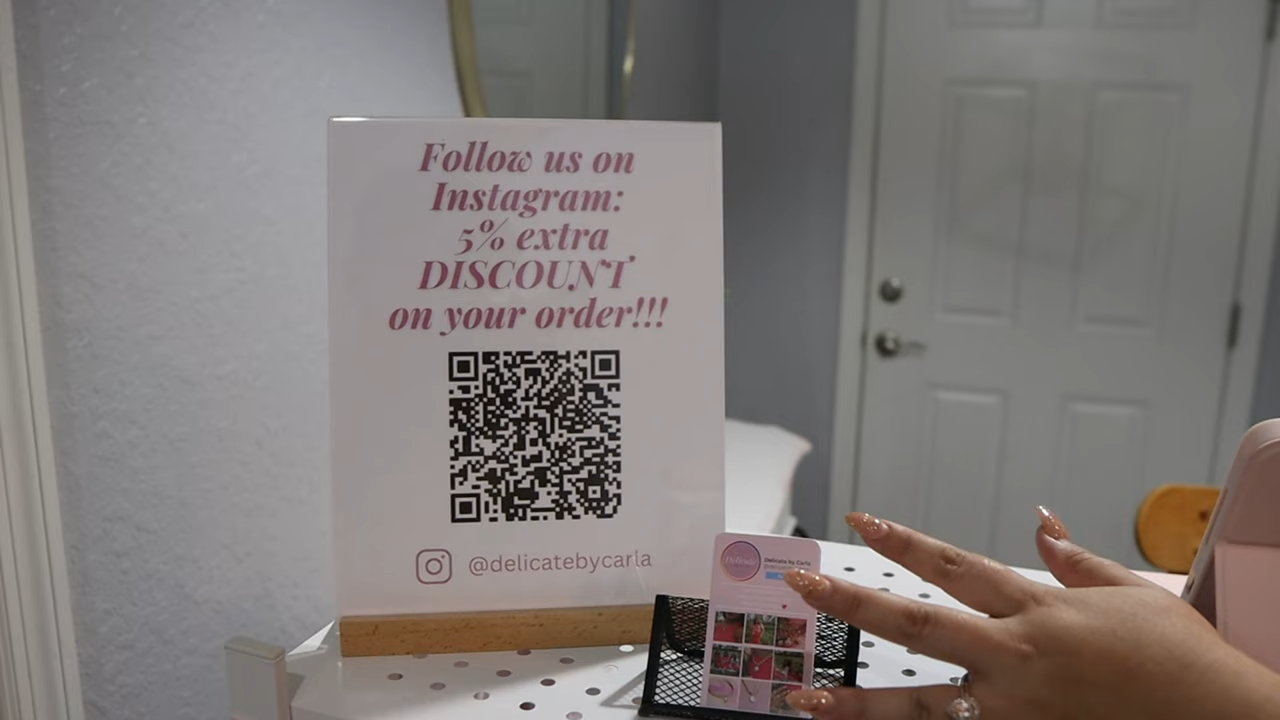 Follow us on
Instagram:
5% extra
DISCOUNT
on your order!!!
@delicatebycarla
Delicate by Carla